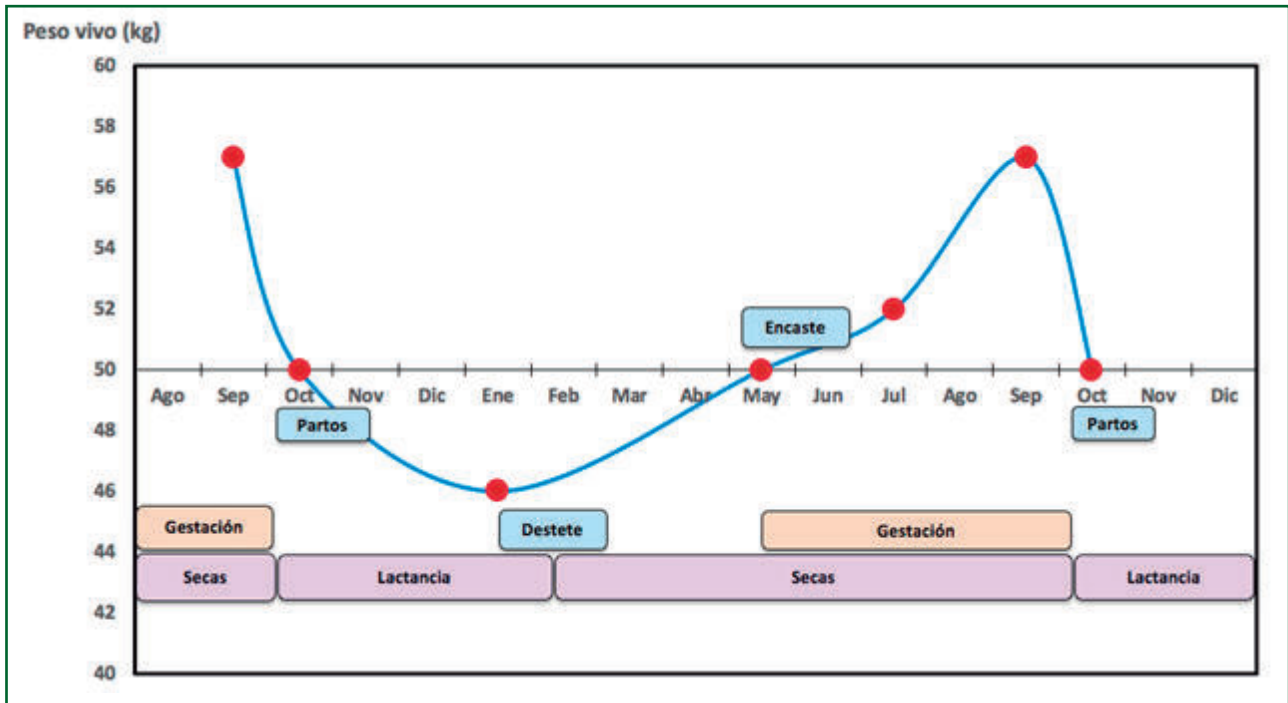 Peso vivo (kg)
60
58
56
54
52
Encaste
50
Ago Sep Oct Nov Dic Ene Feb Mar Abr May Jun Jul Ago Sep Oct Nov Dic
48
Partos Partos
46
Gestación Destete Gestación
44
Secas Lactancia Secas Lactancia
42
40